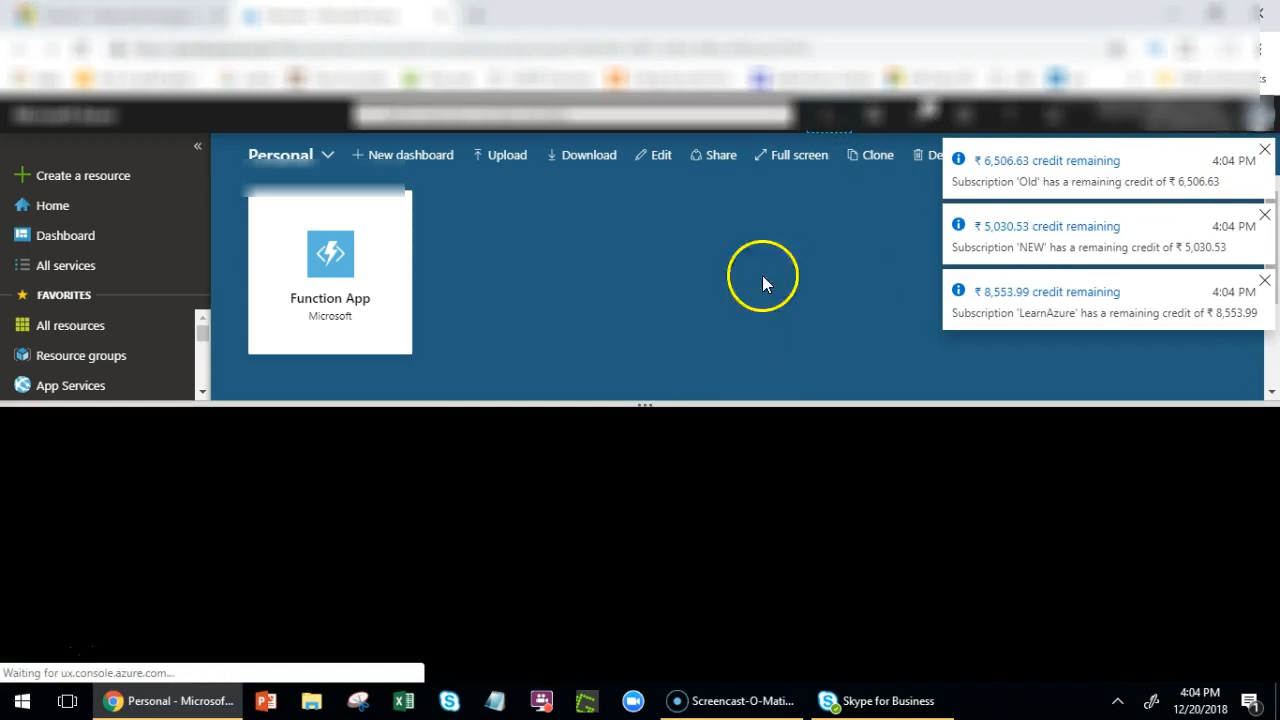 Personal
+ New dashboard
Upload
Download
Edit
Share
Full screen
Clone
De
«
Create a resource
Home
Dashboard
All services
FAVORITES
All resources
Resource groups
App Services
Function App
Microsoft
₹ 6,506.63 credit remaining 4:04 PM
Subscription 'Old' has a remaining credit of ₹ 6,506.63
₹ 5,030.53 credit remaining 4:04 PM
Subscription 'NEW' has a remaining credit of ₹ 5,030.53
₹ 8,553.99 credit remaining 4:04 PM
Subscription 'LearnAzure' has a remaining credit of ₹ 8,553.99
Waiting for ux.console.azure.com...
Personal - Microsof...
Screencast-O-Mati...
Skype for Business
4:04 PM
12/20/2018
1